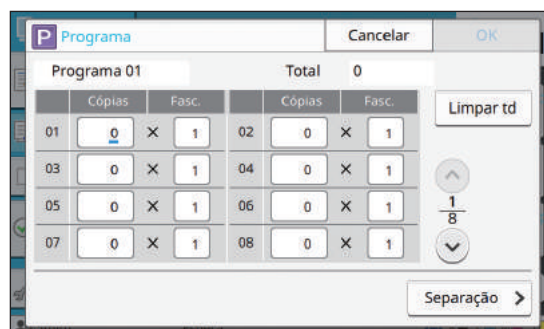 P Programa Cancelar OK
Programa 01 Total 0
Cópias Fasc. Cópias Fasc.
01 0 × 1 02 0 × 1
Limpar td
03 0 × 1 04 0 × 1
05 0 × 1 06 0 × 1
1
8
07 0 × 1 08 0 × 1
Separação >